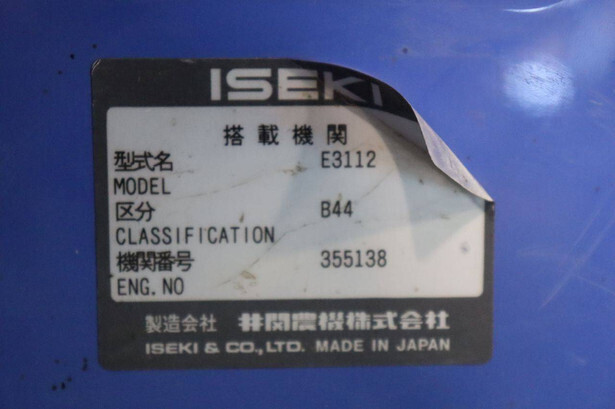 ISEKI
搭載機関
型式名 E3112
MODEL
区分 B44
CLASSIFICATION
機関番号 355138
ENG. NO
製造会社 井関農機株式会社
ISEKI & CO., LTD. MADE IN JAPAN